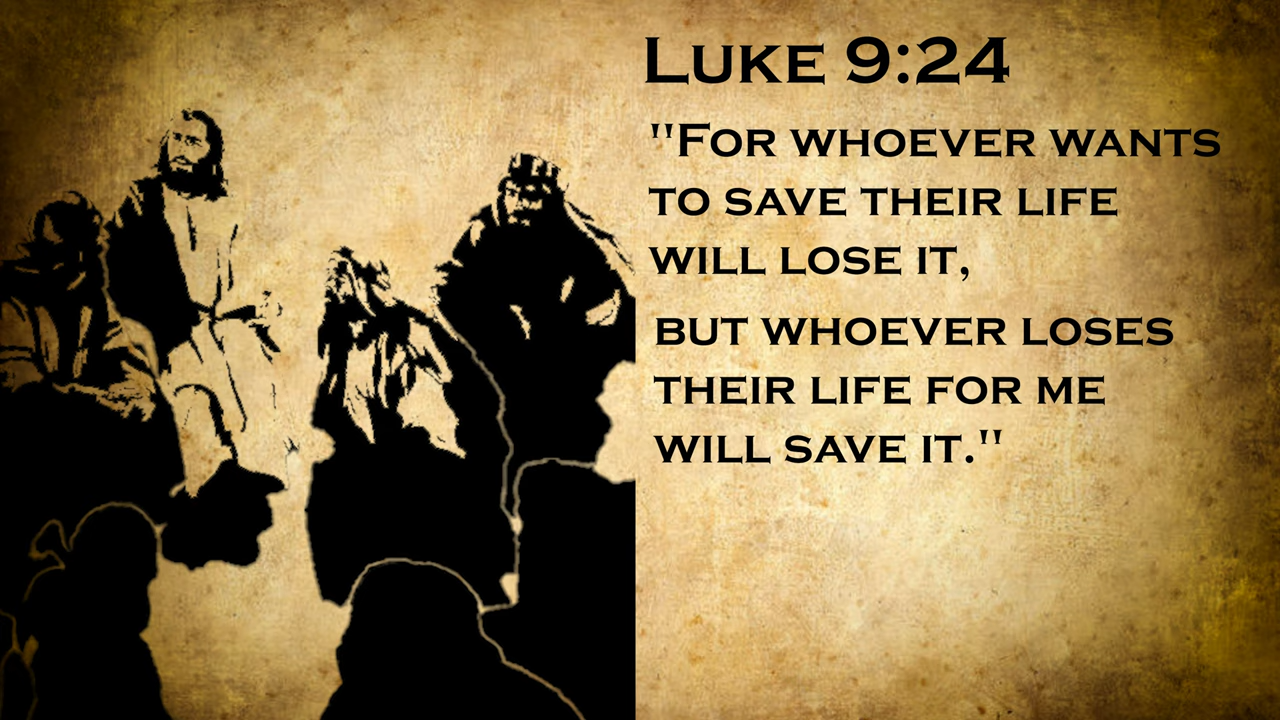 Luke 9:24
"For whoever wants
to save their life
will lose it,
but whoever loses
their life for me
will save it."